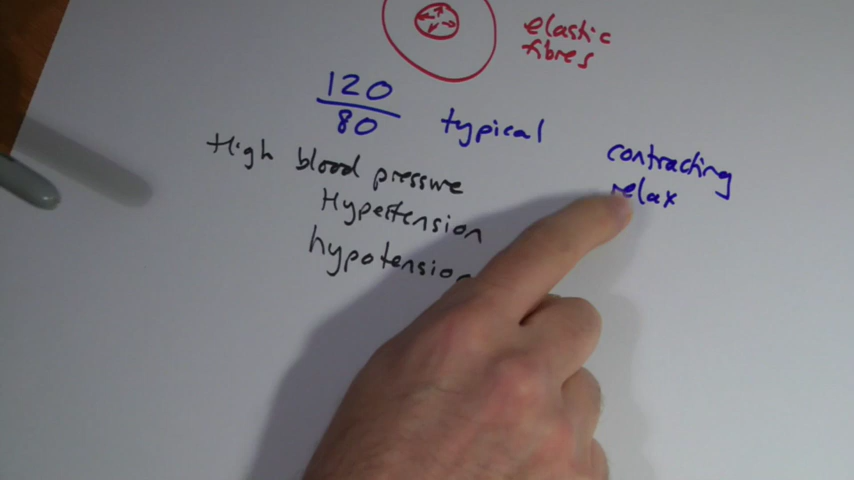 elastic
fibres
120
80
typical
High blood pressure
Hypertension
hypotension
contracting
relax